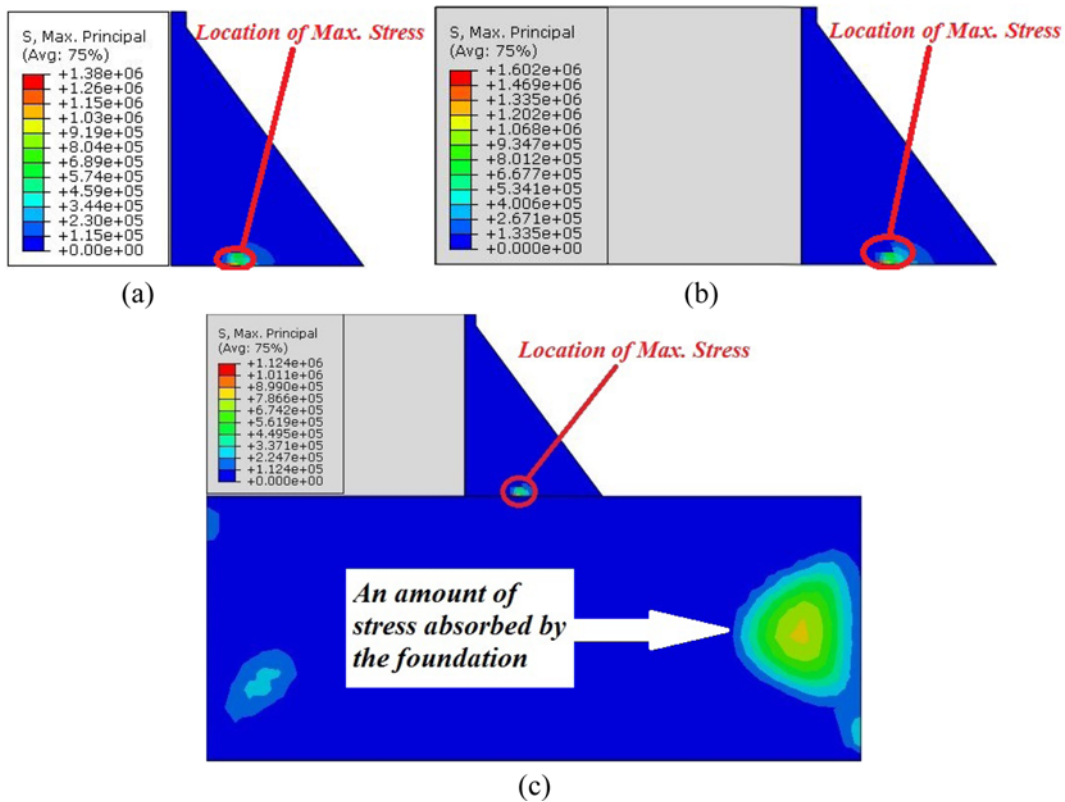 Location of Max. Stress
S, Max. Principal
(Avg: 75%)
+1.38e+06
+1.26e+06
+1.15e+06
+1.03e+06
+9.19e+05
+8.04e+05
+6.89e+05
+5.74e+05
+4.59e+05
+3.44e+05
+2.30e+05
+1.15e+05
+0.00e+00
(a)
Location of Max. Stress
S, Max. Principal
(Avg: 75%)
+1.602e+06
+1.469e+06
+1.335e+06
+1.202e+06
+1.068e+06
+9.347e+05
+8.012e+05
+6.677e+05
+5.341e+05
+4.006e+05
+2.671e+05
+1.335e+05
+0.000e+00
(b)
S, Max. Principal
(Avg: 75%)
+1.124e+06
+1.011e+06
+8.990e+05
+7.866e+05
+6.742e+05
+5.619e+05
+4.495e+05
+3.371e+05
+2.247e+05
+1.124e+05
+0.000e+00
Location of Max. Stress
An amount of
stress absorbed by
the foundation
(c)